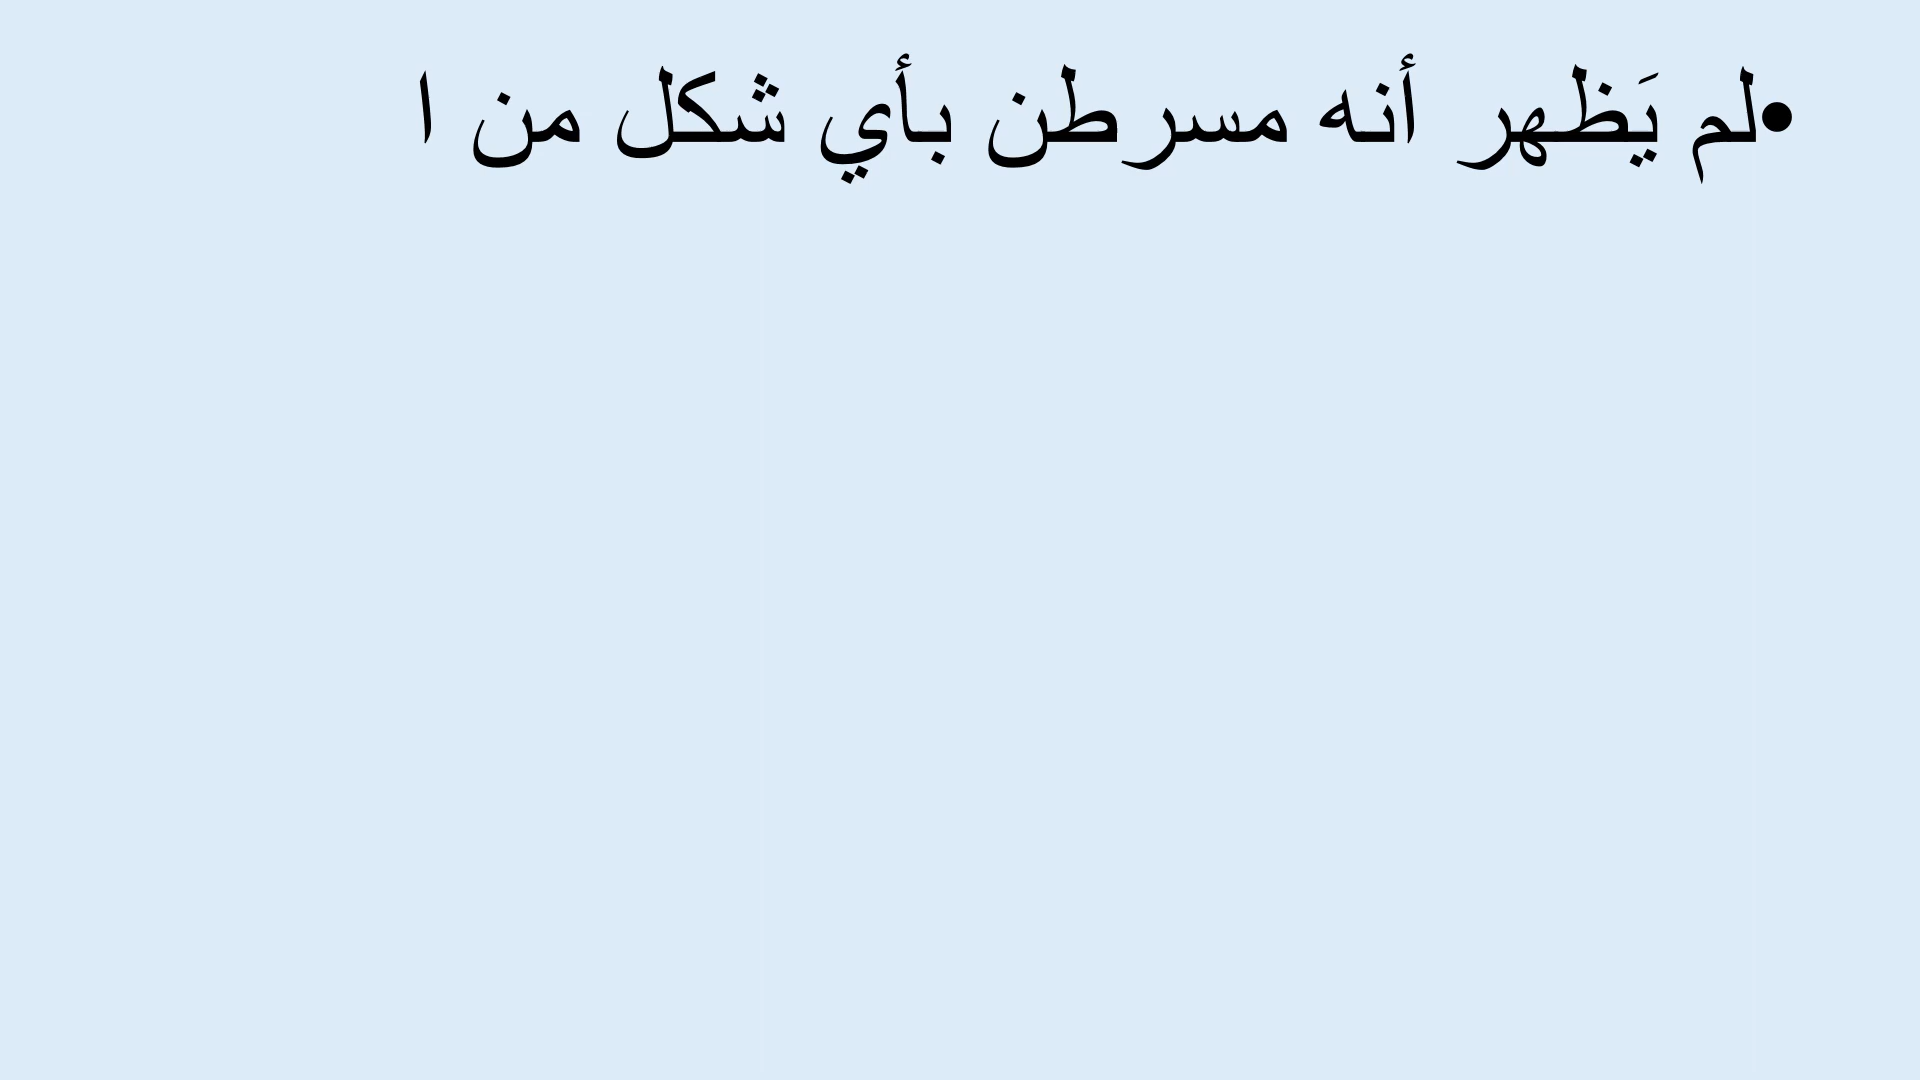 •لم يَظهر أنه مسرطن بأي شكل من ا